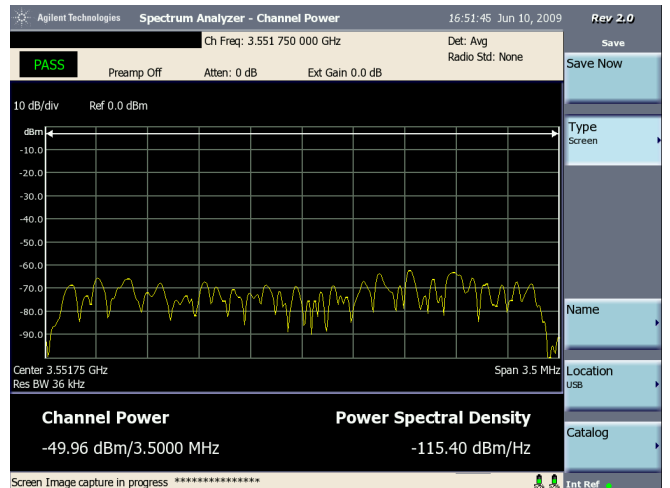 Agilent Technologies Spectrum Analyzer - Channel Power 16:51:45 Jun 10, 2009 Rev 2.0
Ch Freq: 3.551 750 000 GHz Det: Avg
Radio Std: None
PASS Preamp Off Atten: 0 dB Ext Gain 0.0 dB
10 dB/div Ref 0.0 dBm
dBm
-10.0
-20.0
-30.0
-40.0
-50.0
-60.0
-70.0
-80.0
-90.0
Center 3.55175 GHz Span 3.5 MHz
Res BW 36 kHz
Channel Power Power Spectral Density
-49.96 dBm/3.5000 MHz -115.40 dBm/Hz
Screen Image capture in progress ***************
Save
Save Now
Type
Screen
Name
Location
USB
Catalog
Int Ref